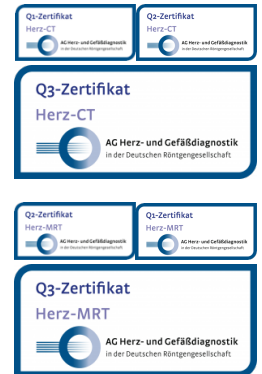 Q1-Zertifikat
Herz-CT
AG Herz- und Gefäßdiagnostik
in der Deutschen Röntgengesellschaft
Q2-Zertifikat
Herz-CT
AG Herz- und Gefäßdiagnostik
in der Deutschen Röntgengesellschaft
Q3-Zertifikat
Herz-CT
AG Herz- und Gefäßdiagnostik
in der Deutschen Röntgengesellschaft
Q2-Zertifikat
Herz-MRT
AG Herz- und Gefäßdiagnostik
in der Deutschen Röntgengesellschaft
Q1-Zertifikat
Herz-MRT
AG Herz- und Gefäßdiagnostik
in der Deutschen Röntgengesellschaft
Q3-Zertifikat
Herz-MRT
AG Herz- und Gefäßdiagnostik
in der Deutschen Röntgengesellschaft